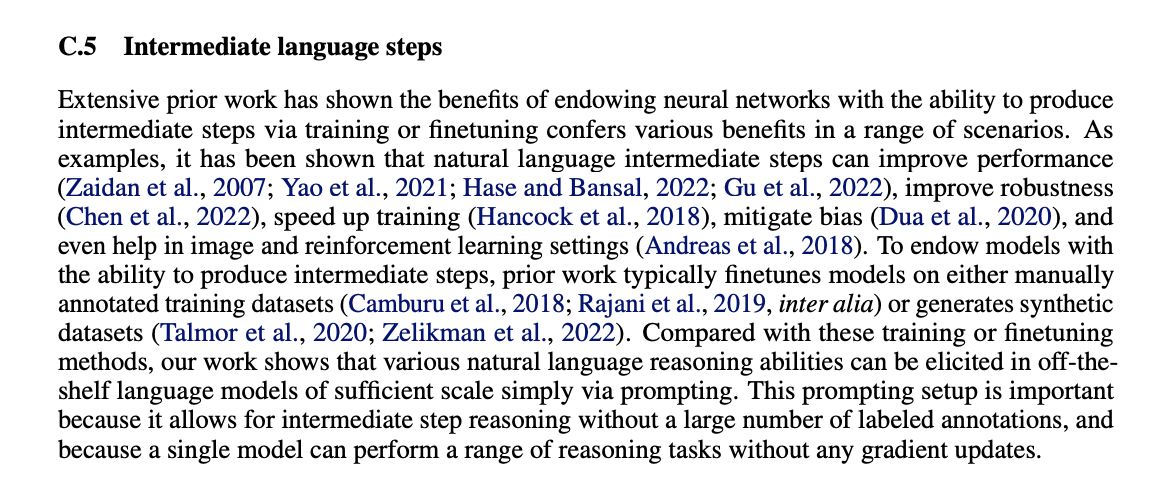 C.5 Intermediate language steps
Extensive prior work has shown the benefits of endowing neural networks with the ability to produce
intermediate steps via training or finetuning confers various benefits in a range of scenarios. As
examples, it has been shown that natural language intermediate steps can improve performance
(Zaidan et al., 2007; Yao et al., 2021; Hase and Bansal, 2022; Gu et al., 2022), improve robustness
(Chen et al., 2022), speed up training (Hancock et al., 2018), mitigate bias (Dua et al., 2020), and
even help in image and reinforcement learning settings (Andreas et al., 2018). To endow models with
the ability to produce intermediate steps, prior work typically finetunes models on either manually
annotated training datasets (Camburu et al., 2018; Rajani et al., 2019, inter alia) or generates synthetic
datasets (Talmor et al., 2020; Zelikman et al., 2022). Compared with these training or finetuning
methods, our work shows that various natural language reasoning abilities can be elicited in off-the-
shelf language models of sufficient scale simply via prompting. This prompting setup is important
because it allows for intermediate step reasoning without a large number of labeled annotations, and
because a single model can perform a range of reasoning tasks without any gradient updates.